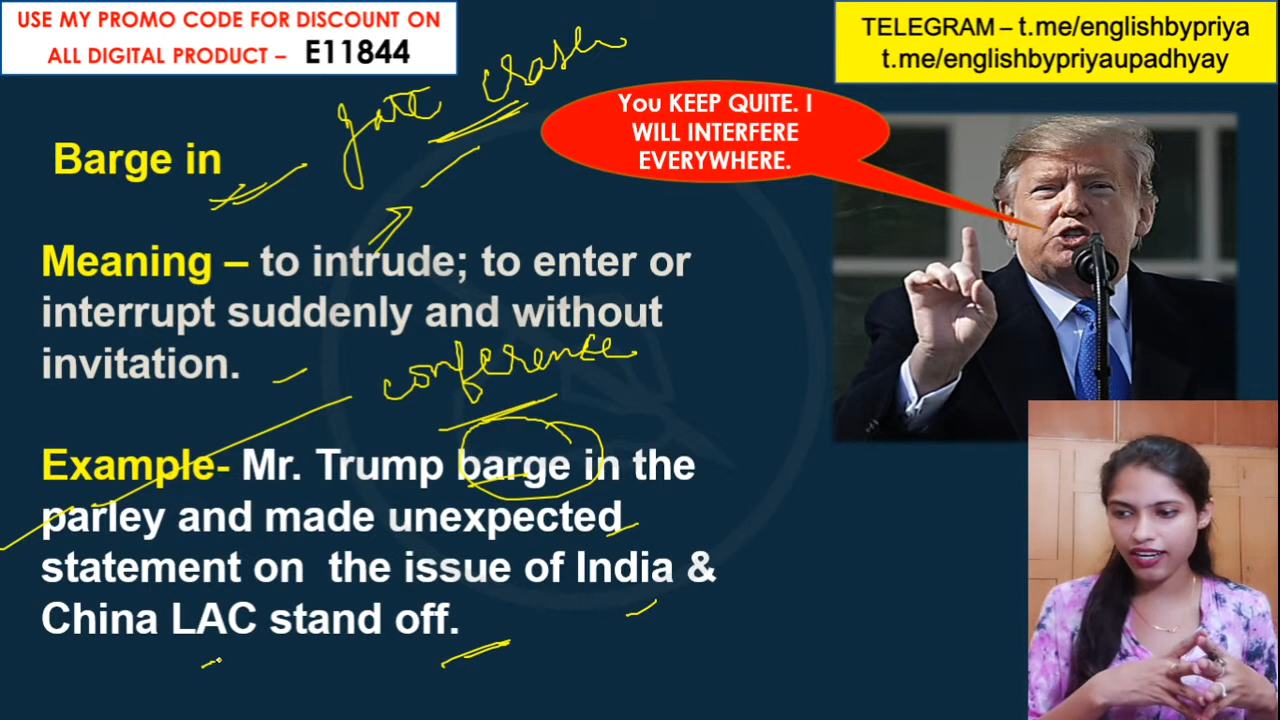 USE MY PROMO CODE FOR DISCOUNT ON
ALL DIGITAL PRODUCT – E11844
TELEGRAM – t.me/englishbypriya
t.me/englishbypriyaupadhyay
gate crash
You KEEP QUITE. I
WILL INTERFERE
EVERYWHERE.
Barge in
Meaning – to intrude; to enter or
interrupt suddenly and without
invitation.
conference
Example- Mr. Trump barge in the
parley and made unexpected
statement on the issue of India &
China LAC stand off.